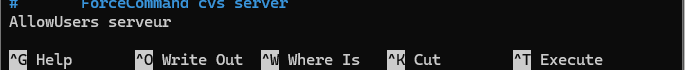 #       ForceCommand cvs server
AllowUsers serveur
^G Help ^O Write Out ^W Where Is ^K Cut ^T Execute